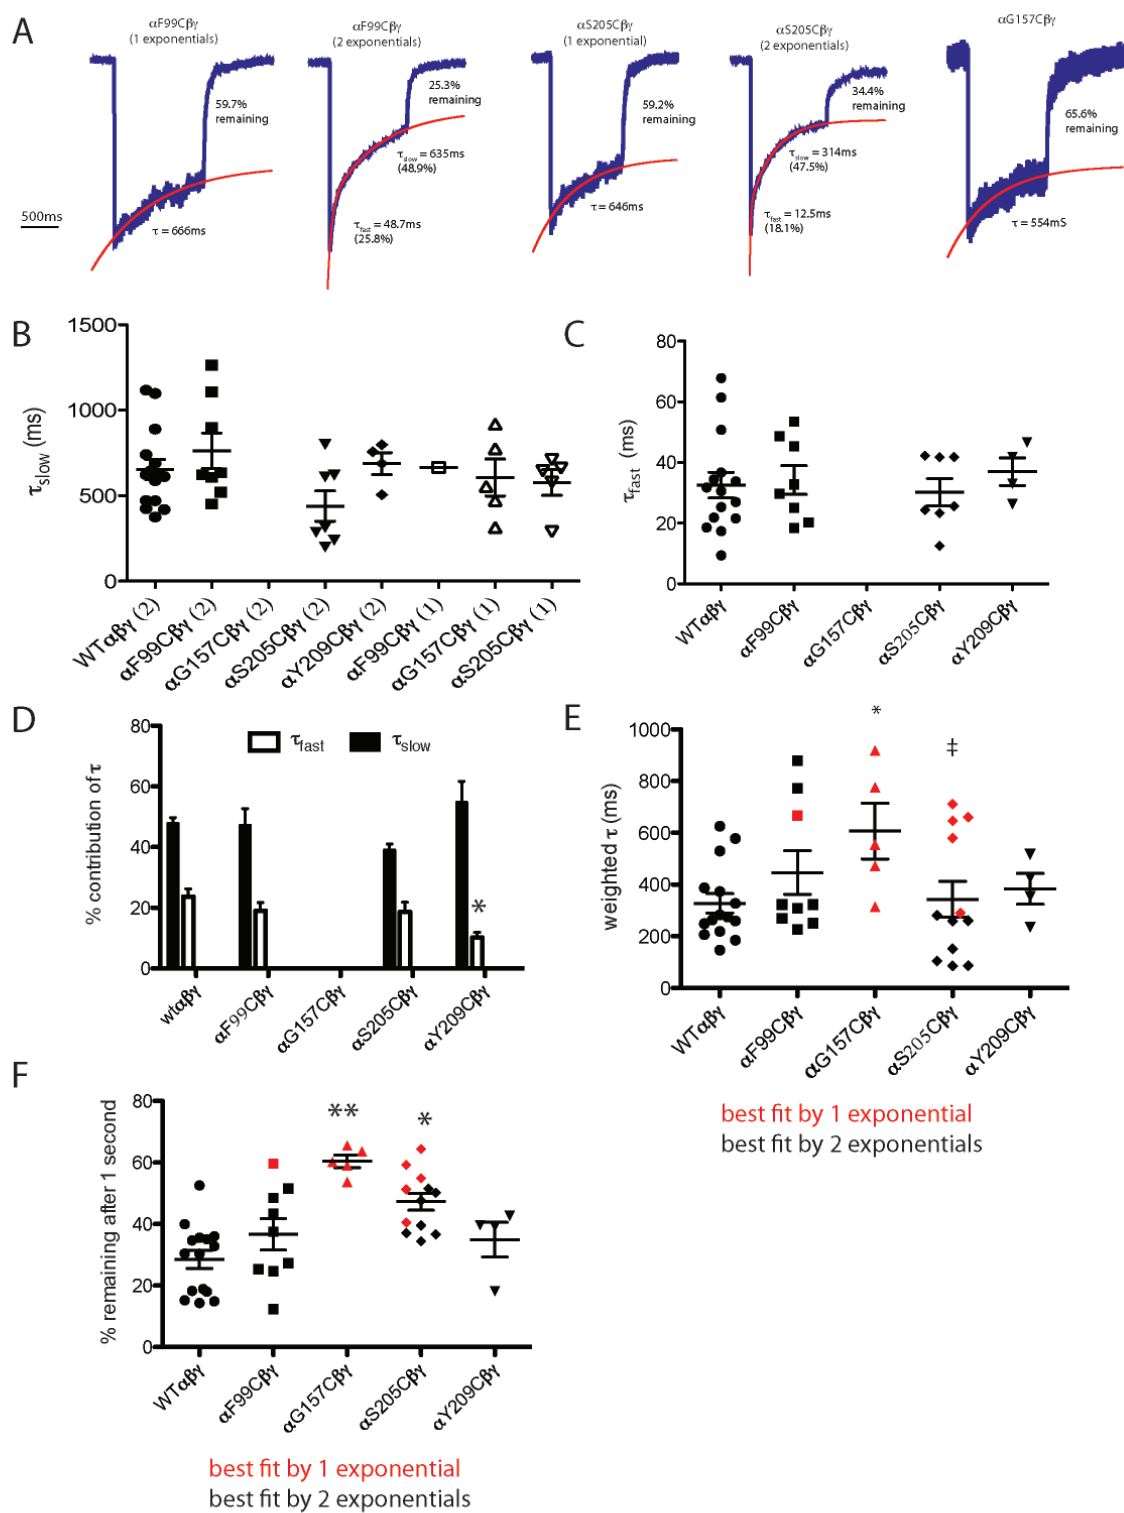 A
αF99Cβγ
(1 exponentials)
αF99Cβγ
(2 exponentials)
αS205Cβγ
(1 exponential)
αS205Cβγ
(2 exponentials)
αG157Cβγ
59.7%
remaining
25.3%
remaining
59.2%
remaining
34.4%
remaining
65.6%
remaining
500ms
τ = 666ms
τslow = 635ms
(48.9%)
τfast = 48.7ms
(25.8%)
τ = 646ms
τslow = 314ms
(47.5%)
τfast = 12.5ms
(18.1%)
τ = 554mS
B
τslow (ms)
1500
1000
500
0
WTαβγ (2)
αF99Cβγ (2)
αG157Cβγ (2)
αS205Cβγ (2)
αY209Cβγ (2)
αF99Cβγ (1)
αG157Cβγ (1)
αS205Cβγ (1)
C
τfast (ms)
80
60
40
20
0
WTαβγ
αF99Cβγ
αG157Cβγ
αS205Cβγ
αY209Cβγ
D
% contribution of τ
80
60
40
20
0
τfast
τslow
*
wtαβγ
αF99Cβγ
αG157Cβγ
αS205Cβγ
αY209Cβγ
E
weighted τ (ms)
1000
800
600
400
200
0
*
‡
WTαβγ
αF99Cβγ
αG157Cβγ
αS205Cβγ
αY209Cβγ
best fit by 1 exponential
best fit by 2 exponentials
F
% remaining after 1 second
80
60
40
20
0
**
*
WTαβγ
αF99Cβγ
αG157Cβγ
αS205Cβγ
αY209Cβγ
best fit by 1 exponential
best fit by 2 exponentials